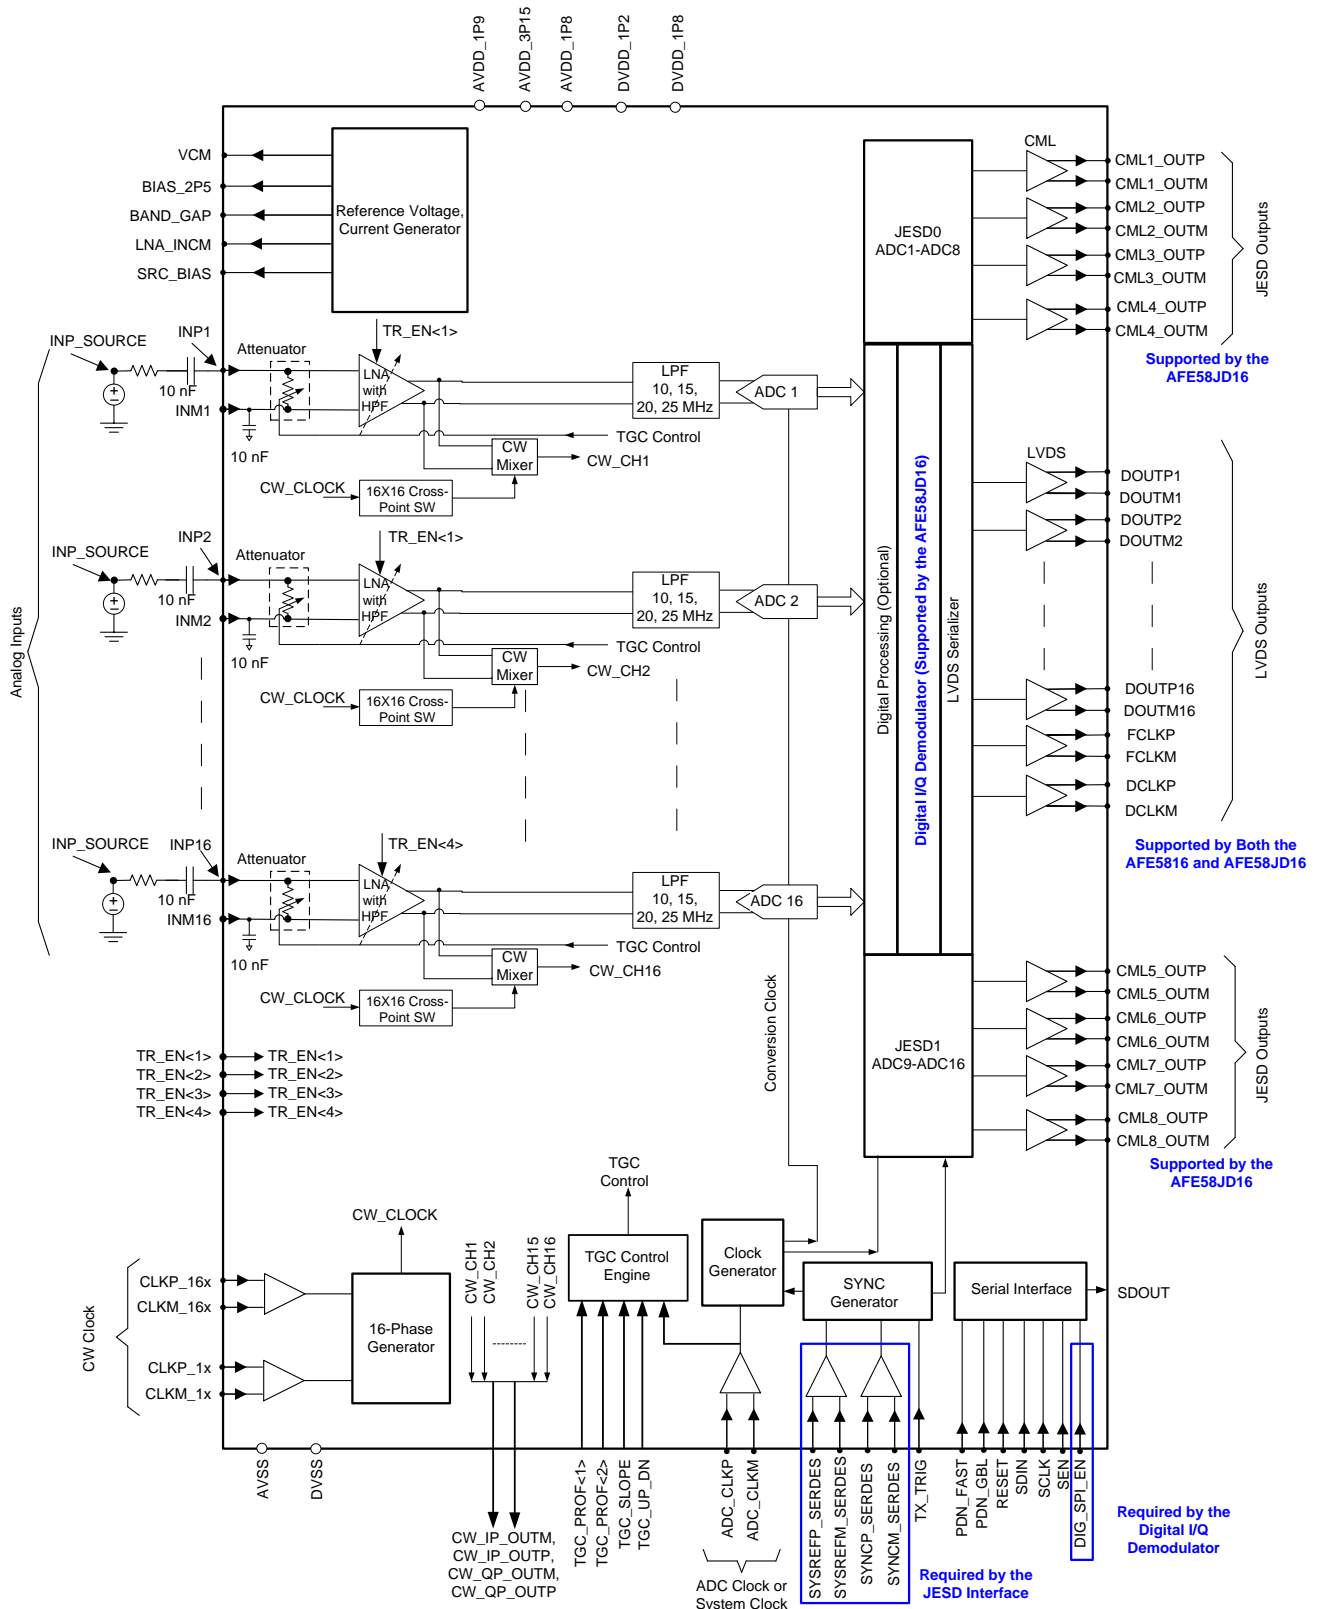 AVDD_1P9
AVDD_3P15
AVDD_1P8
DVDD_1P2
DVDD_1P8
VCM
BIAS_2P5
BAND_GAP
LNA_INCM
SRC_BIAS
Reference Voltage,
Current Generator
JESD0
ADC1-ADC8
CML
CML1_OUTP
CML1_OUTM
CML2_OUTP
CML2_OUTM
CML3_OUTP
CML3_OUTM
CML4_OUTP
CML4_OUTM
JESD Outputs
Supported by the
AFE58JD16
Analog Inputs
INP_SOURCE
INP1
10 nF
INM1
10 nF
Attenuator
TR_EN<1>
LNA
with
HPF
LPF
10, 15,
20, 25 MHz
ADC 1
TGC Control
CW
Mixer
CW_CH1
CW_CLOCK
16X16 Cross-
Point SW
INP_SOURCE
INP2
10 nF
INM2
10 nF
Attenuator
TR_EN<1>
LNA
with
HPF
LPF
10, 15,
20, 25 MHz
ADC 2
TGC Control
CW
Mixer
CW_CH2
CW_CLOCK
16X16 Cross-
Point SW
INP_SOURCE
INP16
10 nF
INM16
10 nF
Attenuator
TR_EN<4>
LNA
with
HPF
LPF
10, 15,
20, 25 MHz
ADC 16
TGC Control
CW
Mixer
CW_CH16
CW_CLOCK
16X16 Cross-
Point SW
Conversion Clock
Digital Processing (Optional)
Digital I/Q Demodulator (Supported by the AFE58JD16)
LVDS Serializer
LVDS
DOUTP1
DOUTM1
DOUTP2
DOUTM2
DOUTP16
DOUTM16
FCLKP
FCLKM
DCLKP
DCLKM
LVDS Outputs
Supported by Both the
AFE5816 and AFE58JD16
JESD1
ADC9-ADC16
CML5_OUTP
CML5_OUTM
CML6_OUTP
CML6_OUTM
CML7_OUTP
CML7_OUTM
CML8_OUTP
CML8_OUTM
JESD Outputs
Supported by the
AFE58JD16
TR_EN<1> TR_EN<1>
TR_EN<2> TR_EN<2>
TR_EN<3> TR_EN<3>
TR_EN<4> TR_EN<4>
CW Clock
CLKP_16x
CLKM_16x
CLKP_1x
CLKM_1x
CW_CLOCK
16-Phase
Generator
CW_CH1
CW_CH2
CW_CH15
CW_CH16
TGC
Control
TGC Control
Engine
Clock
Generator
SYNC
Generator
Serial Interface
SDOUT
AVSS
DVSS
CW_IP_OUTM,
CW_IP_OUTP,
CW_QP_OUTM,
CW_QP_OUTP
TGC_PROF<1>
TGC_PROF<2>
TGC_SLOPE
TGC_UP_DN
ADC_CLKP
ADC_CLKM
ADC Clock or
System Clock
SYSREFP_SERDES
SYSREFM_SERDES
SYNCP_SERDES
SYNCM_SERDES
TX_TRIG
Required by the
JESD Interface
PDN_FAST
PDN_GBL
RESET
SDIN
SCLK
SEN
DIG_SPI_EN
Required by the
Digital I/Q
Demodulator